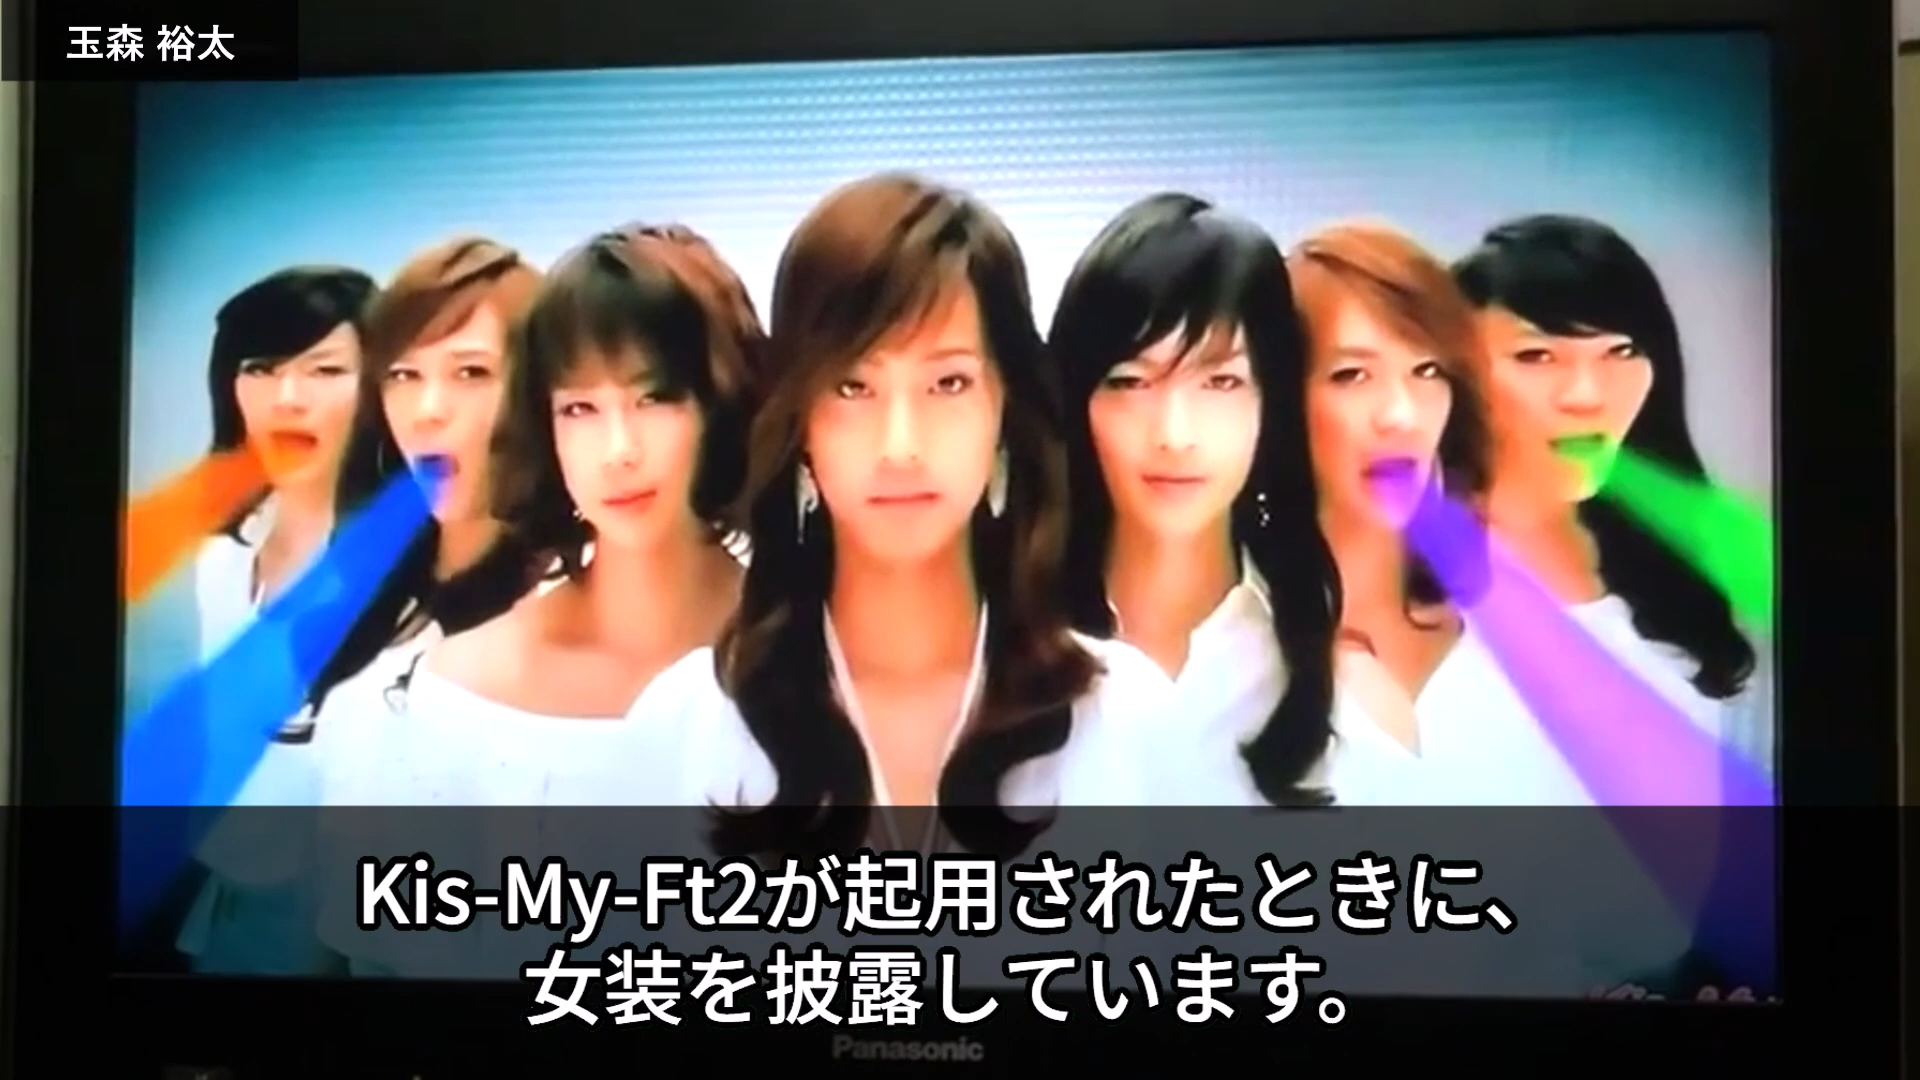 玉森 裕太
Kis-My-Ft2が起用されたときに、
女装を披露しています。
Panasonic